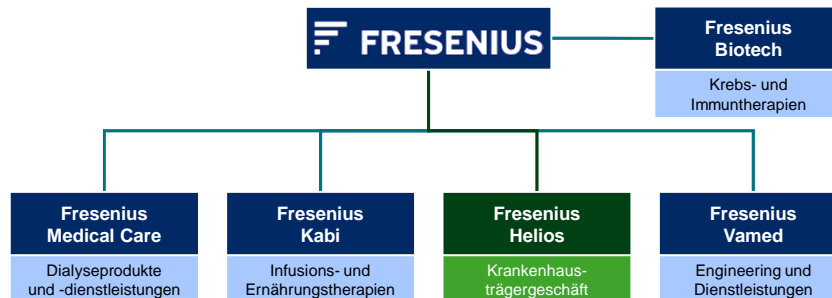 FRESENIUS
Fresenius
Biotech
Krebs- und
Immuntherapien
Fresenius
Medical Care
Dialyseprodukte
und -dienstleistungen
Fresenius
Kabi
Infusions- und
Ernährungstherapien
Fresenius
Helios
Krankenhaus-
trägergeschäft
Fresenius
Vamed
Engineering und
Dienstleistungen